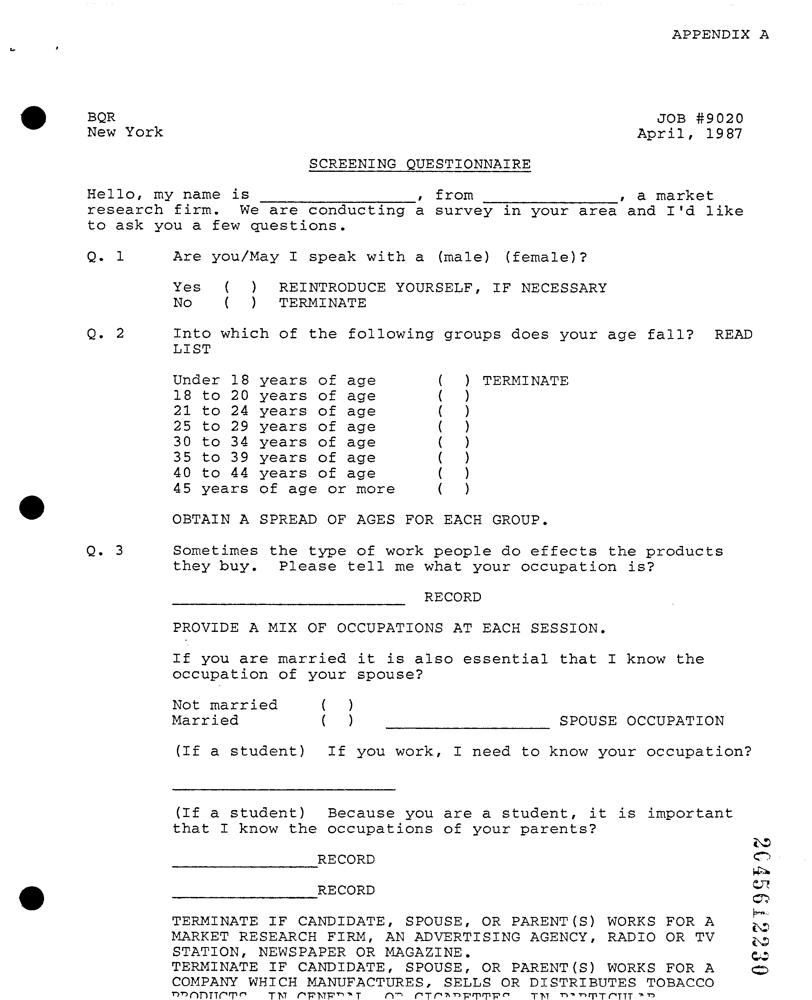 APPENDIX A
BQR JOB #9020
New York April, 1987
SCREENING QUESTIONNAIRE
Hello, my name is ________________, from ______________, a market
research firm. We are conducting a survey in your area and I'd like
to ask you a few questions.
Q. 1 Are you/May I speak with a (male) (female)?
Yes ( ) REINTRODUCE YOURSELF, IF NECESSARY
No ( ) TERMINATE
Q. 2 Into which of the following groups does your age fall? READ
LIST
Under 18 years of age ( ) TERMINATE
18 to 20 years of age ( )
21 to 24 years of age ( )
25 to 29 years of age ( )
30 to 34 years of age ( )
35 to 39 years of age ( )
40 to 44 years of age ( )
45 years of age or more ( )
OBTAIN A SPREAD OF AGES FOR EACH GROUP.
Q. 3 Sometimes the type of work people do effects the products
they buy. Please tell me what your occupation is?
________________________ RECORD
PROVIDE A MIX OF OCCUPATIONS AT EACH SESSION.
If you are married it is also essential that I know the
occupation of your spouse?
Not married ( )
Married ( ) _________________ SPOUSE OCCUPATION
(If a student) If you work, I need to know your occupation?
_______________________
(If a student) Because you are a student, it is important
that I know the occupations of your parents?
_______________RECORD
_______________RECORD
TERMINATE IF CANDIDATE, SPOUSE, OR PARENT(S) WORKS FOR A
MARKET RESEARCH FIRM, AN ADVERTISING AGENCY, RADIO OR TV
STATION, NEWSPAPER OR MAGAZINE.
TERMINATE IF CANDIDATE, SPOUSE, OR PARENT(S) WORKS FOR A
COMPANY WHICH MANUFACTURES, SELLS OR DISTRIBUTES TOBACCO
PRODUCTS IN GENERAL OR CIGARETTES IN PARTICULAR
2045612230